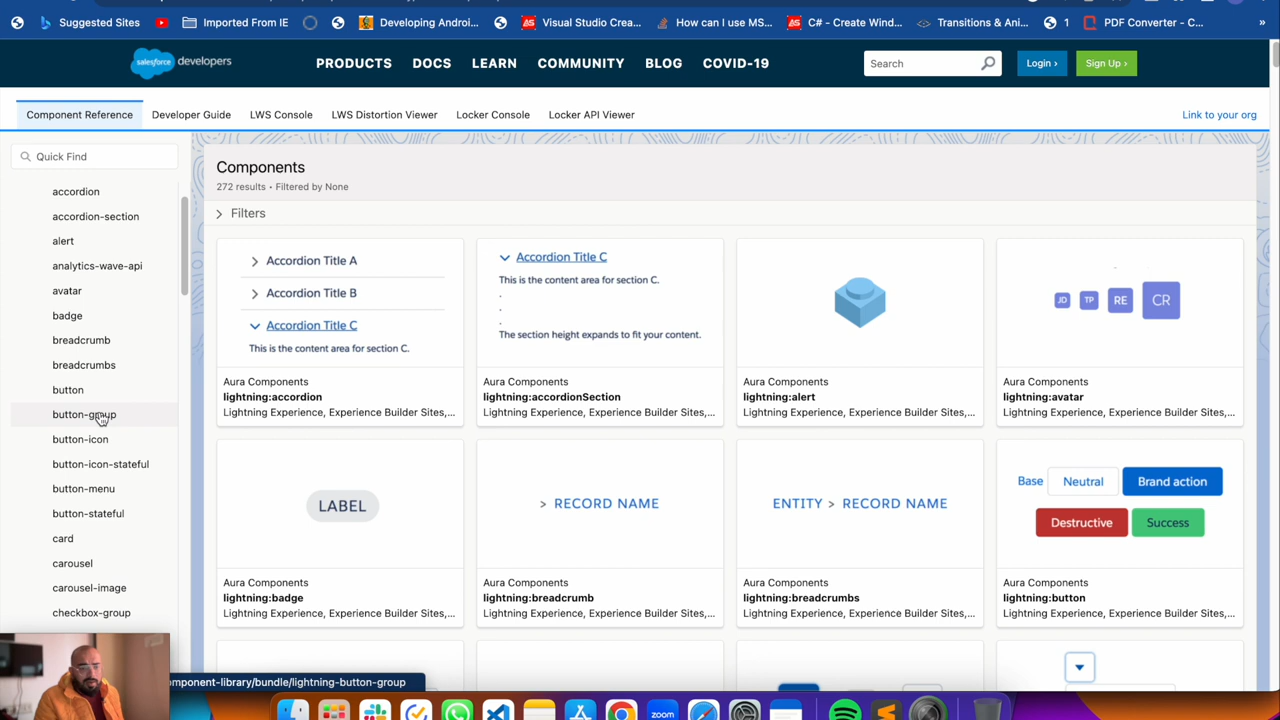 Suggested Sites
Imported From IE
Developing Androi...
Visual Studio Crea...
How can I use MS...
C# - Create Wind...
Transitions & Ani...
1
PDF Converter - C...
»
salesforce developers
PRODUCTS
DOCS
LEARN
COMMUNITY
BLOG
COVID-19
Search
Login ›
Sign Up ›
Component Reference
Developer Guide
LWS Console
LWS Distortion Viewer
Locker Console
Locker API Viewer
Link to your org
Quick Find
accordion
accordion-section
alert
analytics-wave-api
avatar
badge
breadcrumb
breadcrumbs
button
button-group
button-icon
button-icon-stateful
button-menu
button-stateful
card
carousel
carousel-image
checkbox-group
Components
272 results • Filtered by None
Filters
Accordion Title A
Accordion Title B
Accordion Title C
This is the content area for section C.
Aura Components
lightning:accordion
Lightning Experience, Experience Builder Sites,...
Accordion Title C
This is the content area for section C.
.
.
.
The section height expands to fit your content.
Aura Components
lightning:accordionSection
Lightning Experience, Experience Builder Sites,...
Aura Components
lightning:alert
Lightning Experience, Experience Builder Sites,...
JD
TP
RE
CR
Aura Components
lightning:avatar
Lightning Experience, Experience Builder Sites,...
LABEL
Aura Components
lightning:badge
Lightning Experience, Experience Builder Sites,...
> RECORD NAME
Aura Components
lightning:breadcrumb
Lightning Experience, Experience Builder Sites,...
ENTITY > RECORD NAME
Aura Components
lightning:breadcrumbs
Lightning Experience, Experience Builder Sites,...
Base
Neutral
Brand action
Destructive
Success
Aura Components
lightning:button
Lightning Experience, Experience Builder Sites,...
omponent-library/bundle/lightning-button-group
zoom